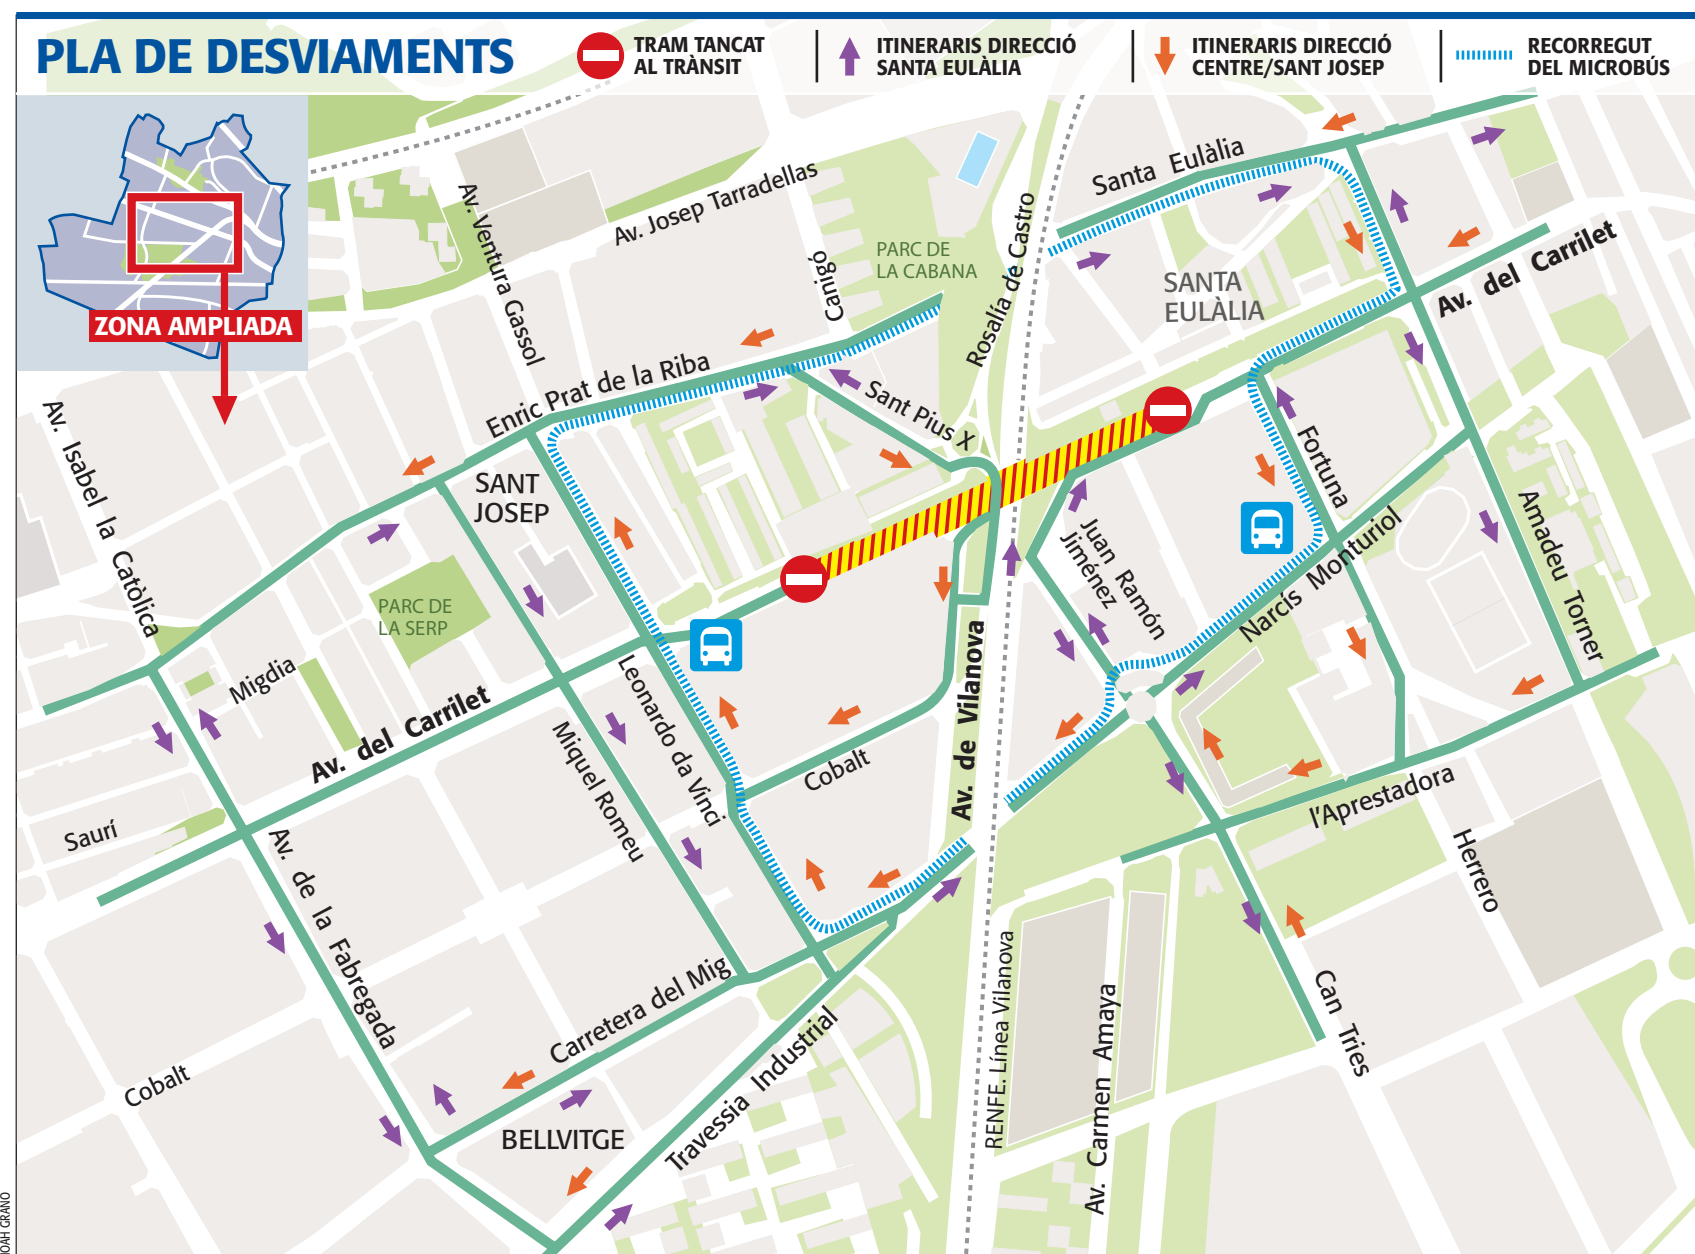 PLA DE DESVIAMENTS
TRAM TANCAT
AL TRÀNSIT
ITINERARIS DIRECCIÓ
SANTA EULÀLIA
ITINERARIS DIRECCIÓ
CENTRE/SANT JOSEP
RECORREGUT
DEL MICROBÚS
ZONA AMPLIADA
Av. Ventura Gassol
Av. Josep Tarradellas
Canigó
PARC DE
LA CABANA
Rosalía de Castro
Santa Eulàlia
SANTA
EULÀLIA
Av. del Carrilet
Enric Prat de la Riba
Sant Pius X
Av. Isabel la Catòlica
SANT
JOSEP
Fortuna
Juan Ramón
Jiménez
Narcís Monturiol
Amadeu Torner
PARC DE
LA SERP
Migdia
Av. del Carrilet
Leonardo da Vinci
Miquel Romeu
Cobalt
Av. de Vilanova
l'Aprestadora
Saurí
Av. de la Fabregada
Herrero
Carretera del Mig
Travessia Industrial
RENFE. Línea Vilanova
Av. Carmen Amaya
Can Tries
Cobalt
BELLVITGE
JOAH GRANO